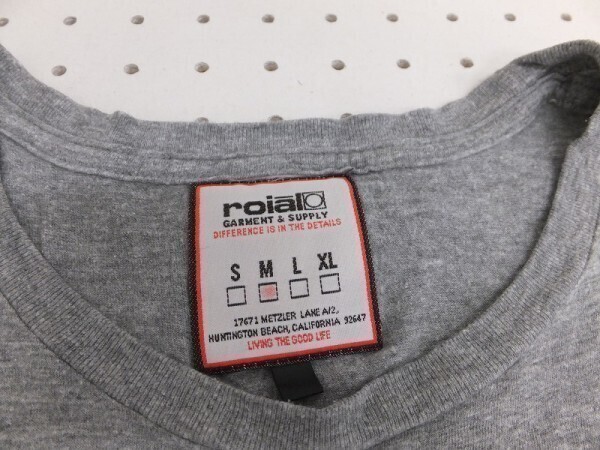 roial
GARMENT & SUPPLY
DIFFERENCE IS IN THE DETAILS
S M L XL
17671 METZLER LANE A/2,
HUNTINGTON BEACH, CALIFORNIA 92647
LIVING THE GOOD LIFE